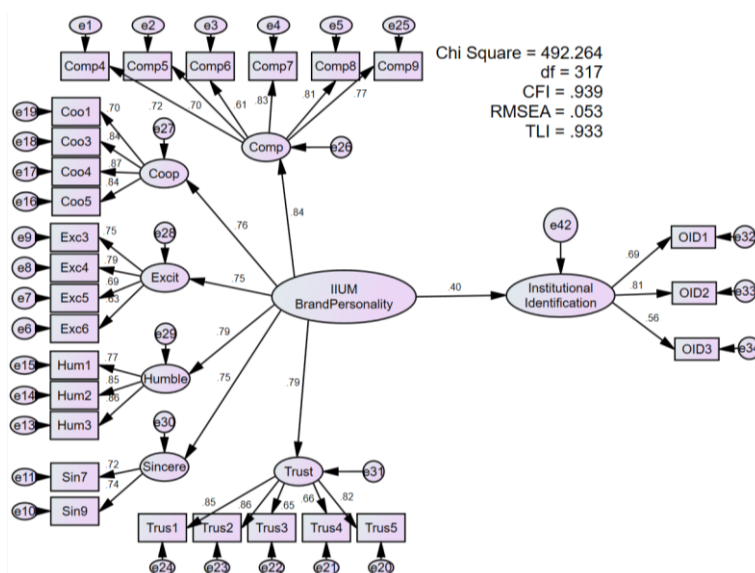 e1
e2
e3
e4
e5
e25
Comp4
Comp5
Comp6
Comp7
Comp8
Comp9
Chi Square = 492.264
df = 317
CFI = .939
RMSEA = .053
TLI = .933
.72
.70
.61
.83
.81
.77
e19
Coo1
.70
e27
e18
Coo3
.84
e17
Coo4
.87
e16
Coo5
.84
Coop
Comp
e26
.84
.76
e9
Exc3
.75
e28
e8
Exc4
.79
e7
Exc5
.69
e6
Exc6
.63
Excit
.75
IIUM
BrandPersonality
.40
e42
Institutional
Identification
.69
OID1
e32
.81
OID2
e33
.56
OID3
e34
e15
Hum1
.77
e29
e14
Hum2
.85
e13
Hum3
.86
Humble
.79
.75
.79
e30
e11
Sin7
.72
e10
Sin9
.74
Sincere
Trust
e31
.85
.86
.65
.66
.82
Trus1
Trus2
Trus3
Trus4
Trus5
e24
e23
e22
e21
e20